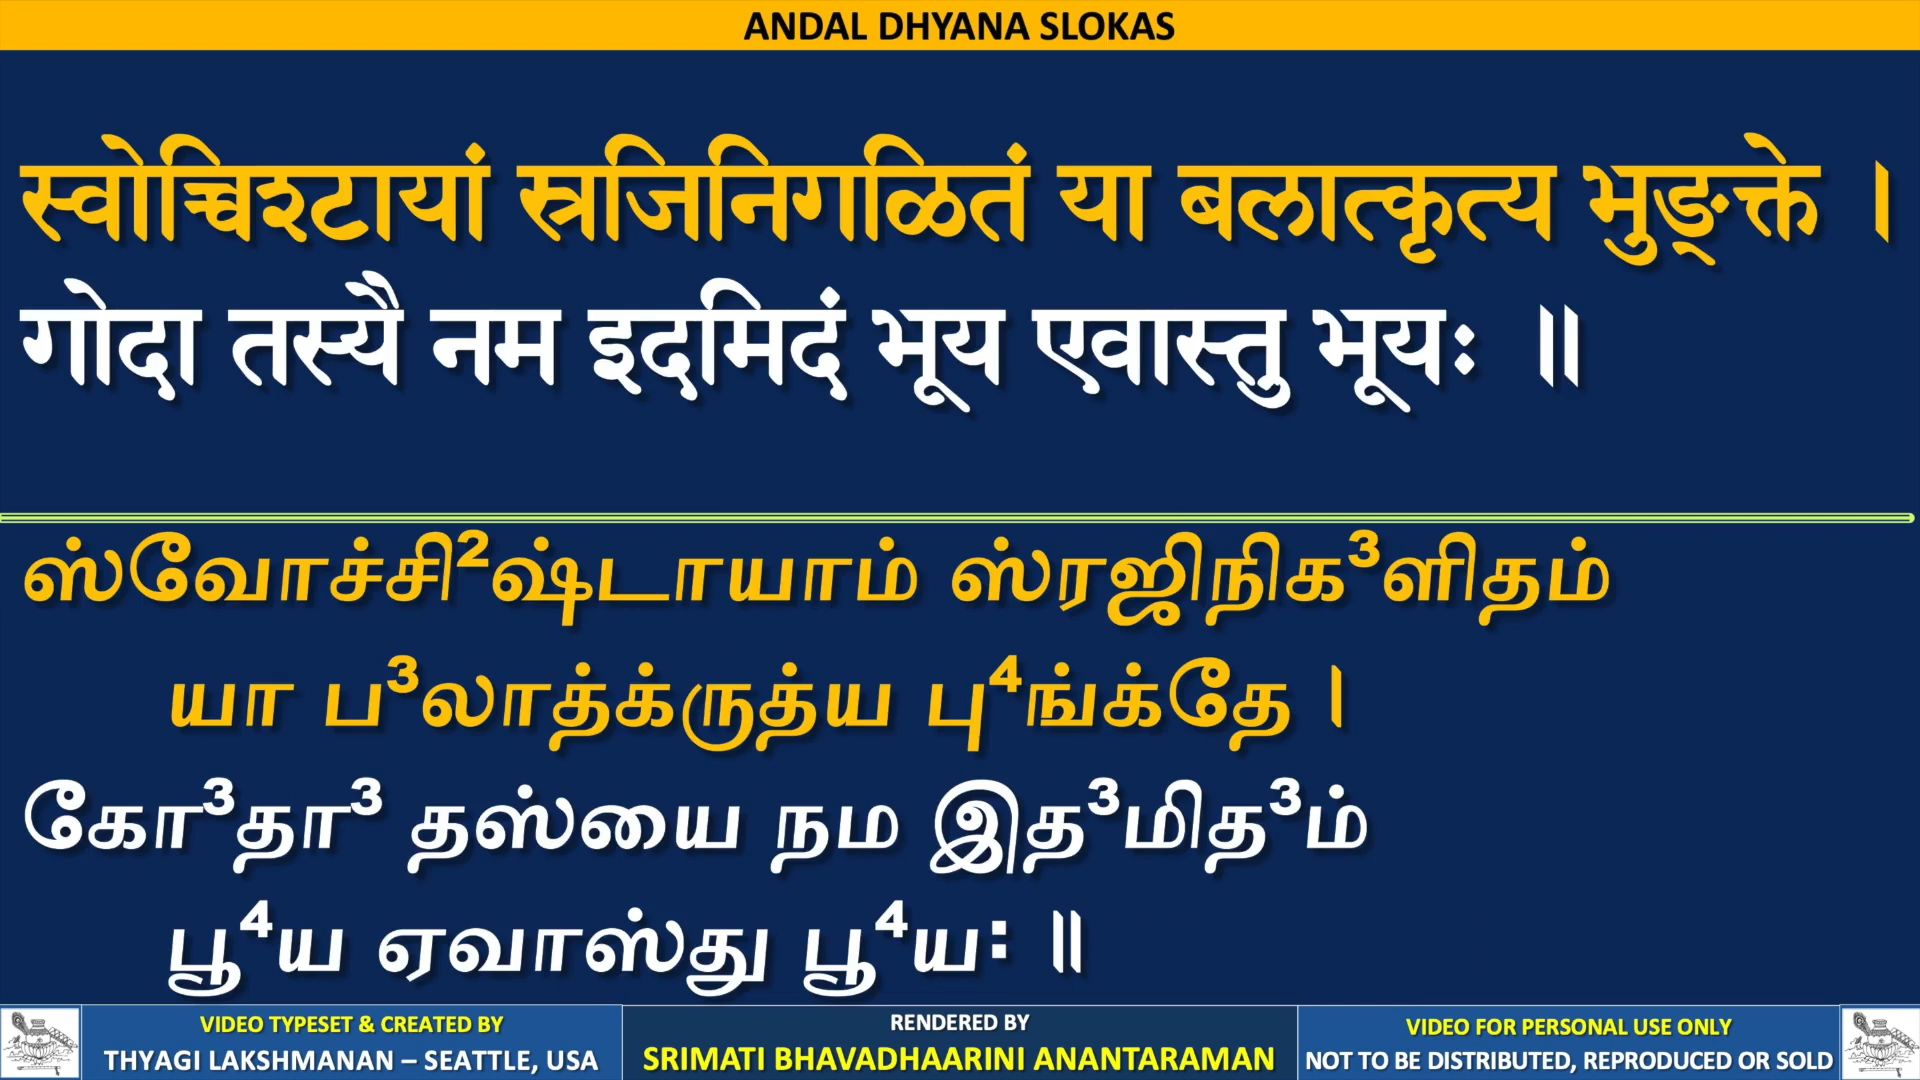 ANDAL DHYANA SLOKAS
स्वोच्चिश्टायां स्रजिनिगळितं या बलात्कृत्य भुङ्क्ते ।
गोदा तस्यै नम इदमिदं भूय एवास्तु भूयः ॥
ஸ்வோச்சி²ஷ்டாயாம் ஸ்ரஜிநிக³ளிதம்
யா ப³லாத்க்ருத்ய பு⁴ங்க்தே ।
கோ³தா³ தஸ்யை நம இத³மித³ம்
பூ⁴ய ஏவாஸ்து பூ⁴ய: ॥
VIDEO TYPESET & CREATED BY
THYAGI LAKSHMANAN – SEATTLE, USA
RENDERED BY
SRIMATI BHAVADHAARINI ANANTARAMAN
VIDEO FOR PERSONAL USE ONLY
NOT TO BE DISTRIBUTED, REPRODUCED OR SOLD